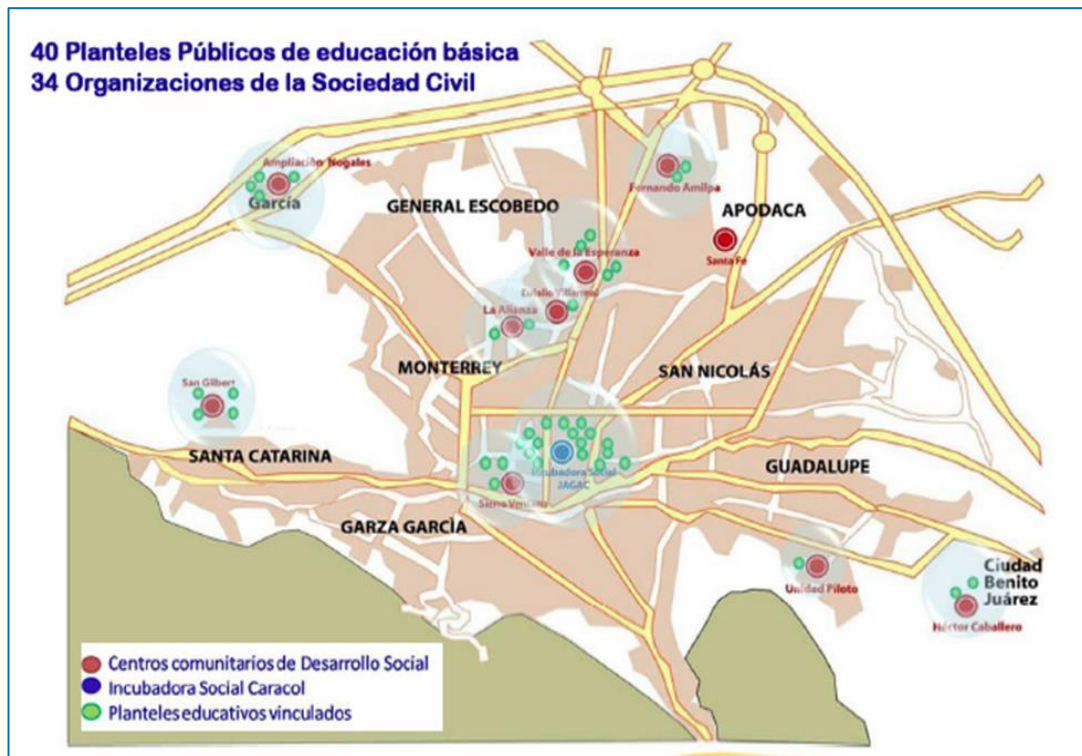 40 Planteles Públicos de educación básica
34 Organizaciones de la Sociedad Civil
Ampliación Nogales
García
GENERAL ESCOBEDO
Fernando Amilpa
APODACA
Santa Fe
Valle de la Esperanza
Eulalio Villarreal
La Alianza
MONTERREY
SAN NICOLÁS
San Gilbert
SANTA CATARINA
GUADALUPE
Incubadora Social
JAGAC
Sierra Ventana
GARZA GARCÌA
Unidad Piloto
Ciudad
Benito
Juárez
Héctor Caballero
Centros comunitarios de Desarrollo Social
Incubadora Social Caracol
Planteles educativos vinculados